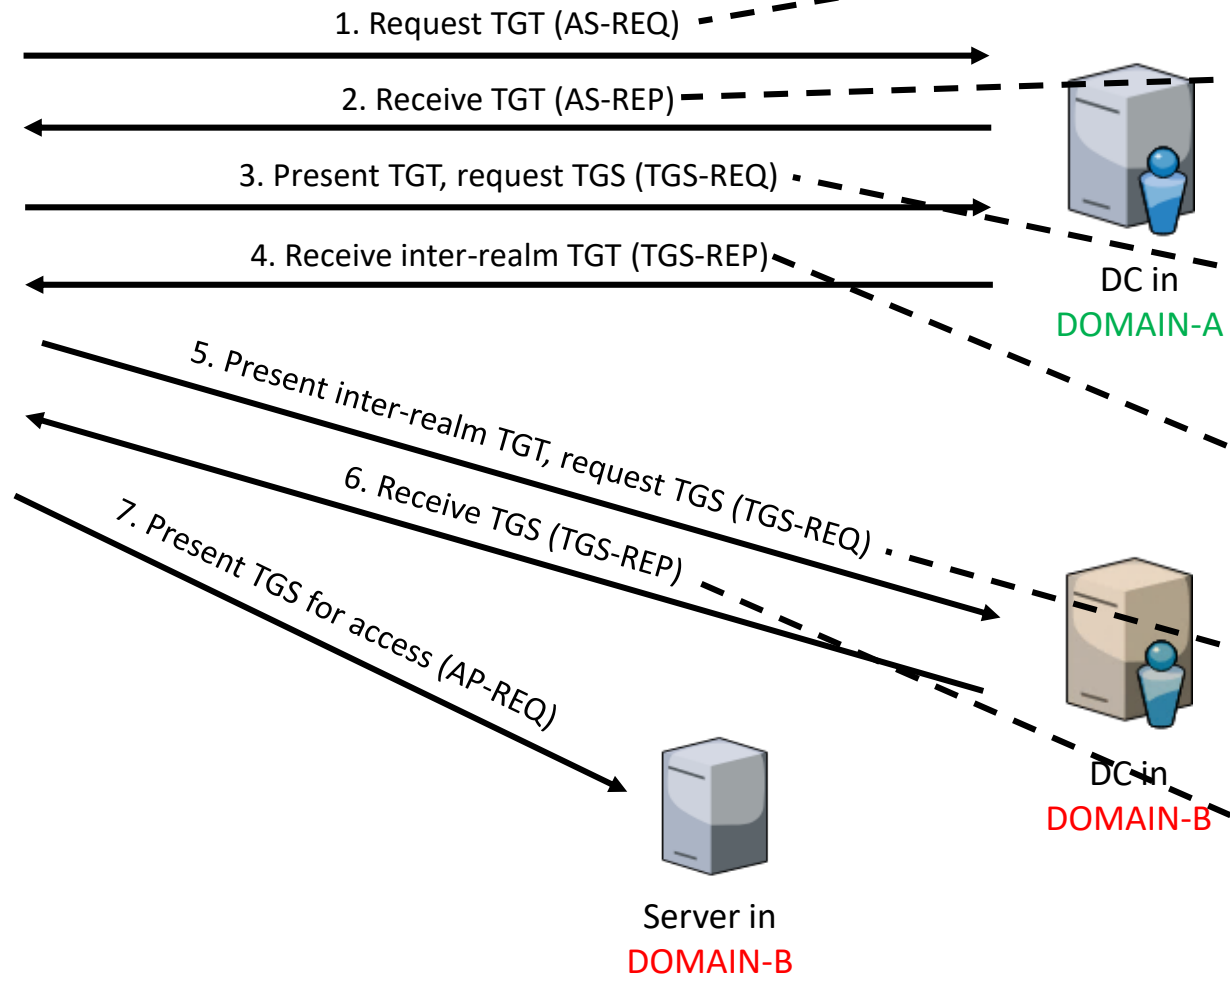 1. Request TGT (AS-REQ)
2. Receive TGT (AS-REP)
3. Present TGT, request TGS (TGS-REQ)
4. Receive inter-realm TGT (TGS-REP)
DC in
DOMAIN-A
5. Present inter-realm TGT, request TGS (TGS-REQ)
6. Receive TGS (TGS-REP)
7. Present TGS for access (AP-REQ)
DC in
DOMAIN-B
Server in
DOMAIN-B